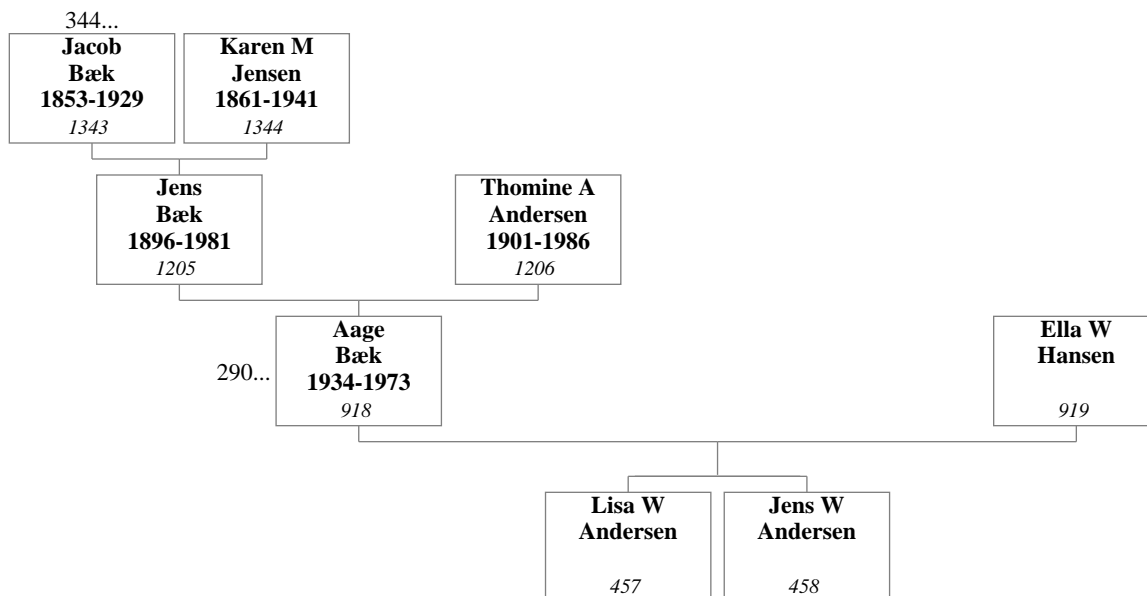 344...
Jacob
Bæk
1853-1929
1343
Karen M
Jensen
1861-1941
1344
Jens
Bæk
1896-1981
1205
Thomine A
Andersen
1901-1986
1206
290...
Aage
Bæk
1934-1973
918
Ella W
Hansen
919
Lisa W
Andersen
457
Jens W
Andersen
458